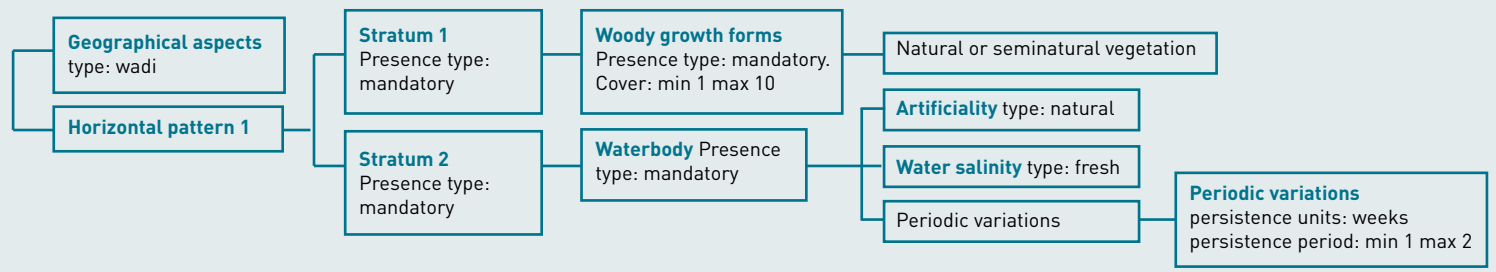 Geographical aspects
type: wadi
Horizontal pattern 1
Stratum 1
Presence type:
mandatory
Stratum 2
Presence type:
mandatory
Woody growth forms
Presence type: mandatory.
Cover: min 1 max 10
Waterbody Presence
type: mandatory
Natural or seminatural vegetation
Artificiality type: natural
Water salinity type: fresh
Periodic variations
Periodic variations
persistence units: weeks
persistence period: min 1 max 2